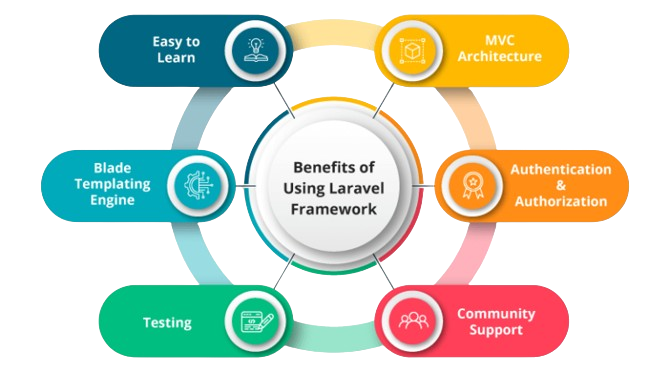 Easy to
Learn
MVC
Architecture
Blade
Templating
Engine
Benefits of
Using Laravel
Framework
Authentication
&
Authorization
Testing
Community
Support